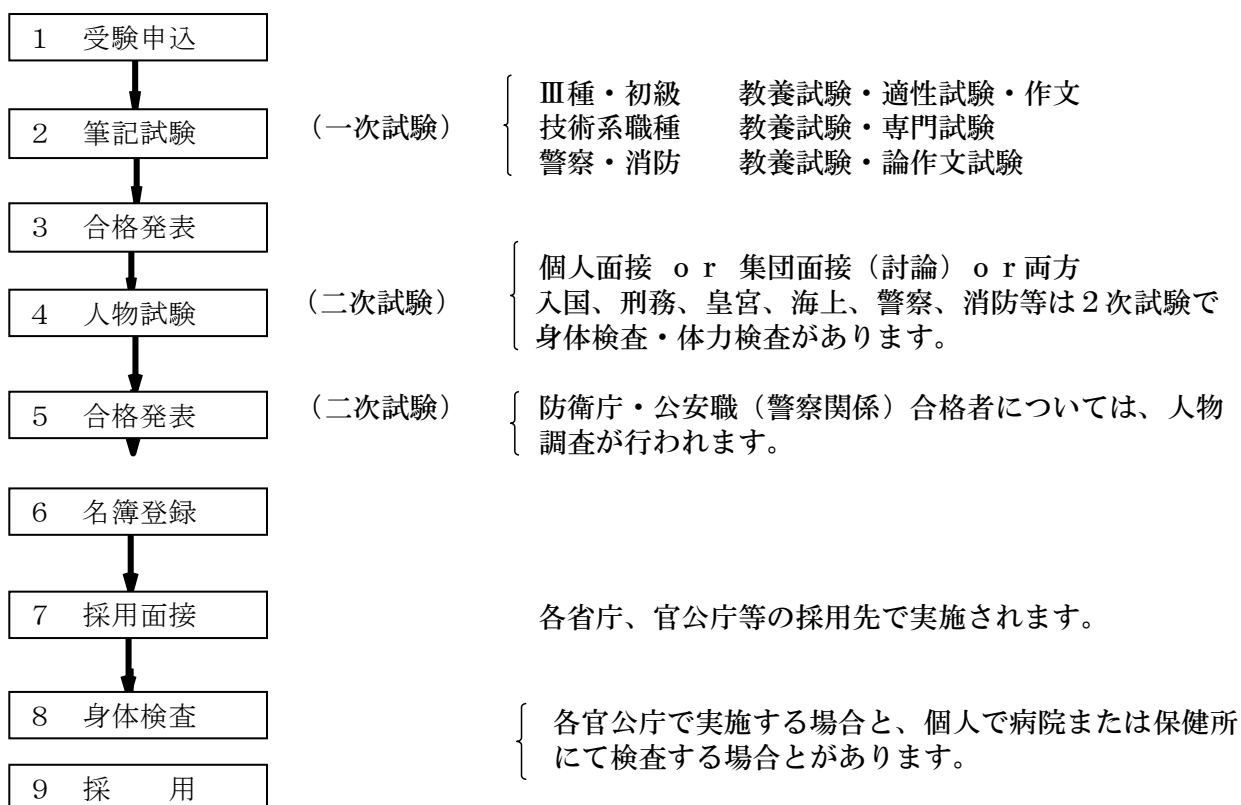 １　受験申込
Ⅲ種・初級　　教養試験・適性試験・作文
２　筆記試験　（一次試験）　技術系職種　　教養試験・専門試験
警察・消防　　教養試験・論作文試験
３　合格発表
個人面接　ｏｒ　集団面接（討論）ｏｒ両方
４　人物試験　（二次試験）　入国、刑務、皇宮、海上、警察、消防等は２次試験で
身体検査・体力検査があります。
５　合格発表　（二次試験）　防衛庁・公安職（警察関係）合格者については、人物
調査が行われます。
６　名簿登録
７　採用面接　各省庁、官公庁等の採用先で実施されます。
８　身体検査　各官公庁で実施する場合と、個人で病院または保健所
にて検査する場合とがあります。
９　採　　用